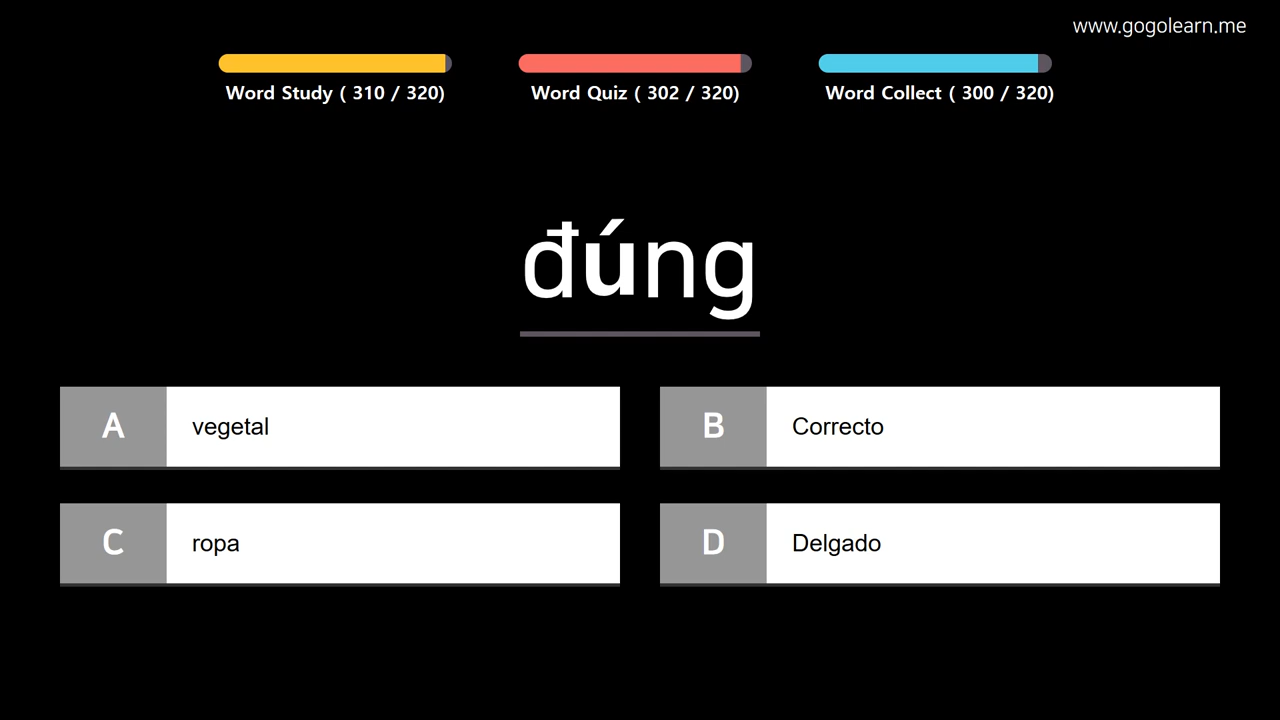 www.gogolearn.me
Word Study ( 310 / 320) Word Quiz ( 302 / 320) Word Collect ( 300 / 320)
đúng
A vegetal
B Correcto
C ropa
D Delgado